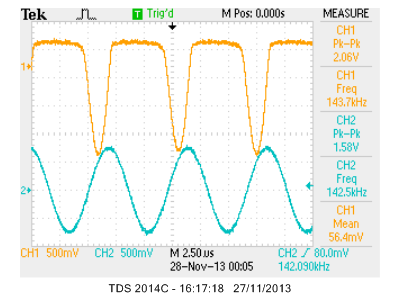 Tek T Trig'd M Pos: 0.000s MEASURE
CH1
Pk-Pk
2.06V
CH1
Freq
143.7kHz
CH2
Pk-Pk
1.58V
CH2
Freq
142.5kHz
CH1
Mean
56.4mV
1
2
CH1 500mV CH2 500mV M 2.50us CH2 80.0mV
28-Nov-13 00:05 142.090kHz
TDS 2014C - 16:17:18 27/11/2013